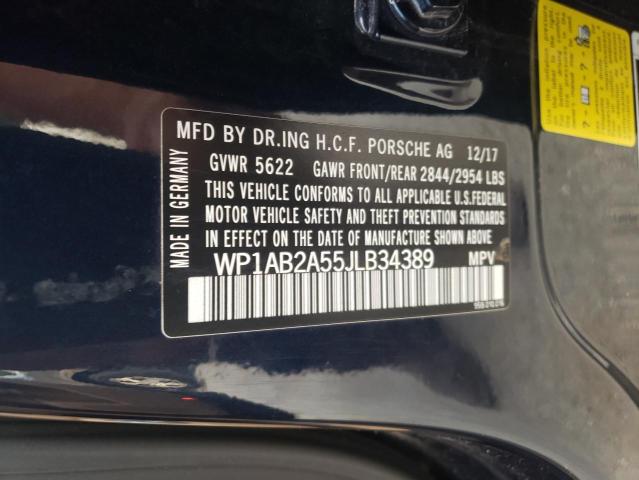 MFD BY DR.ING H.C.F. PORSCHE AG 12/17
GVWR 5622 GAWR FRONT/REAR 2844/2954 LBS
THIS VEHICLE CONFORMS TO ALL APPLICABLE U.S.FEDERAL
MOTOR VEHICLE SAFETY AND THEFT PREVENTION STANDARDS
IN EFFECT ON THE DATE OF MANUFACTURE SHOWN ABOVE
WP1AB2A55JLB34389 MPV
MADE IN GERMANY